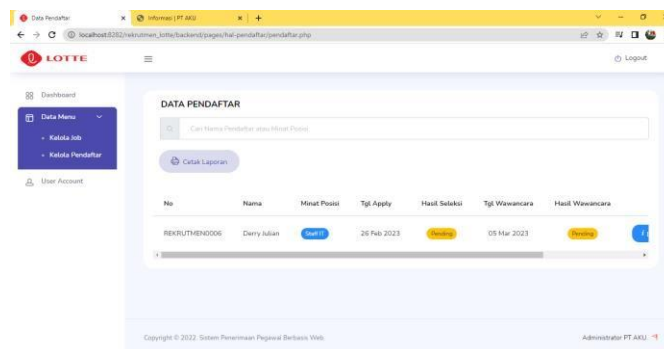 Data Pendaftar
Informasi | PT AKU
localhost:8282/rekrutmen_lotte/backend/pages/hal-pendaftar/pendaftar.php
LOTTE
Logout
Dashboard
Data Menu
Kelola Job
Kelola Pendaftar
User Account
DATA PENDAFTAR
Cari Nama Pendaftar atau Minat Posisi
Cetak Laporan
No Nama Minat Posisi Tgl Apply Hasil Seleksi Tgl Wawancara Hasil Wawancara
REKRUTMEN0006 Derry Julian Staff IT 26 Feb 2023 Pending 05 Mar 2023 Pending
Copyright © 2022. Sistem Penerimaan Pegawai Berbasis Web. Administrator PT AKU